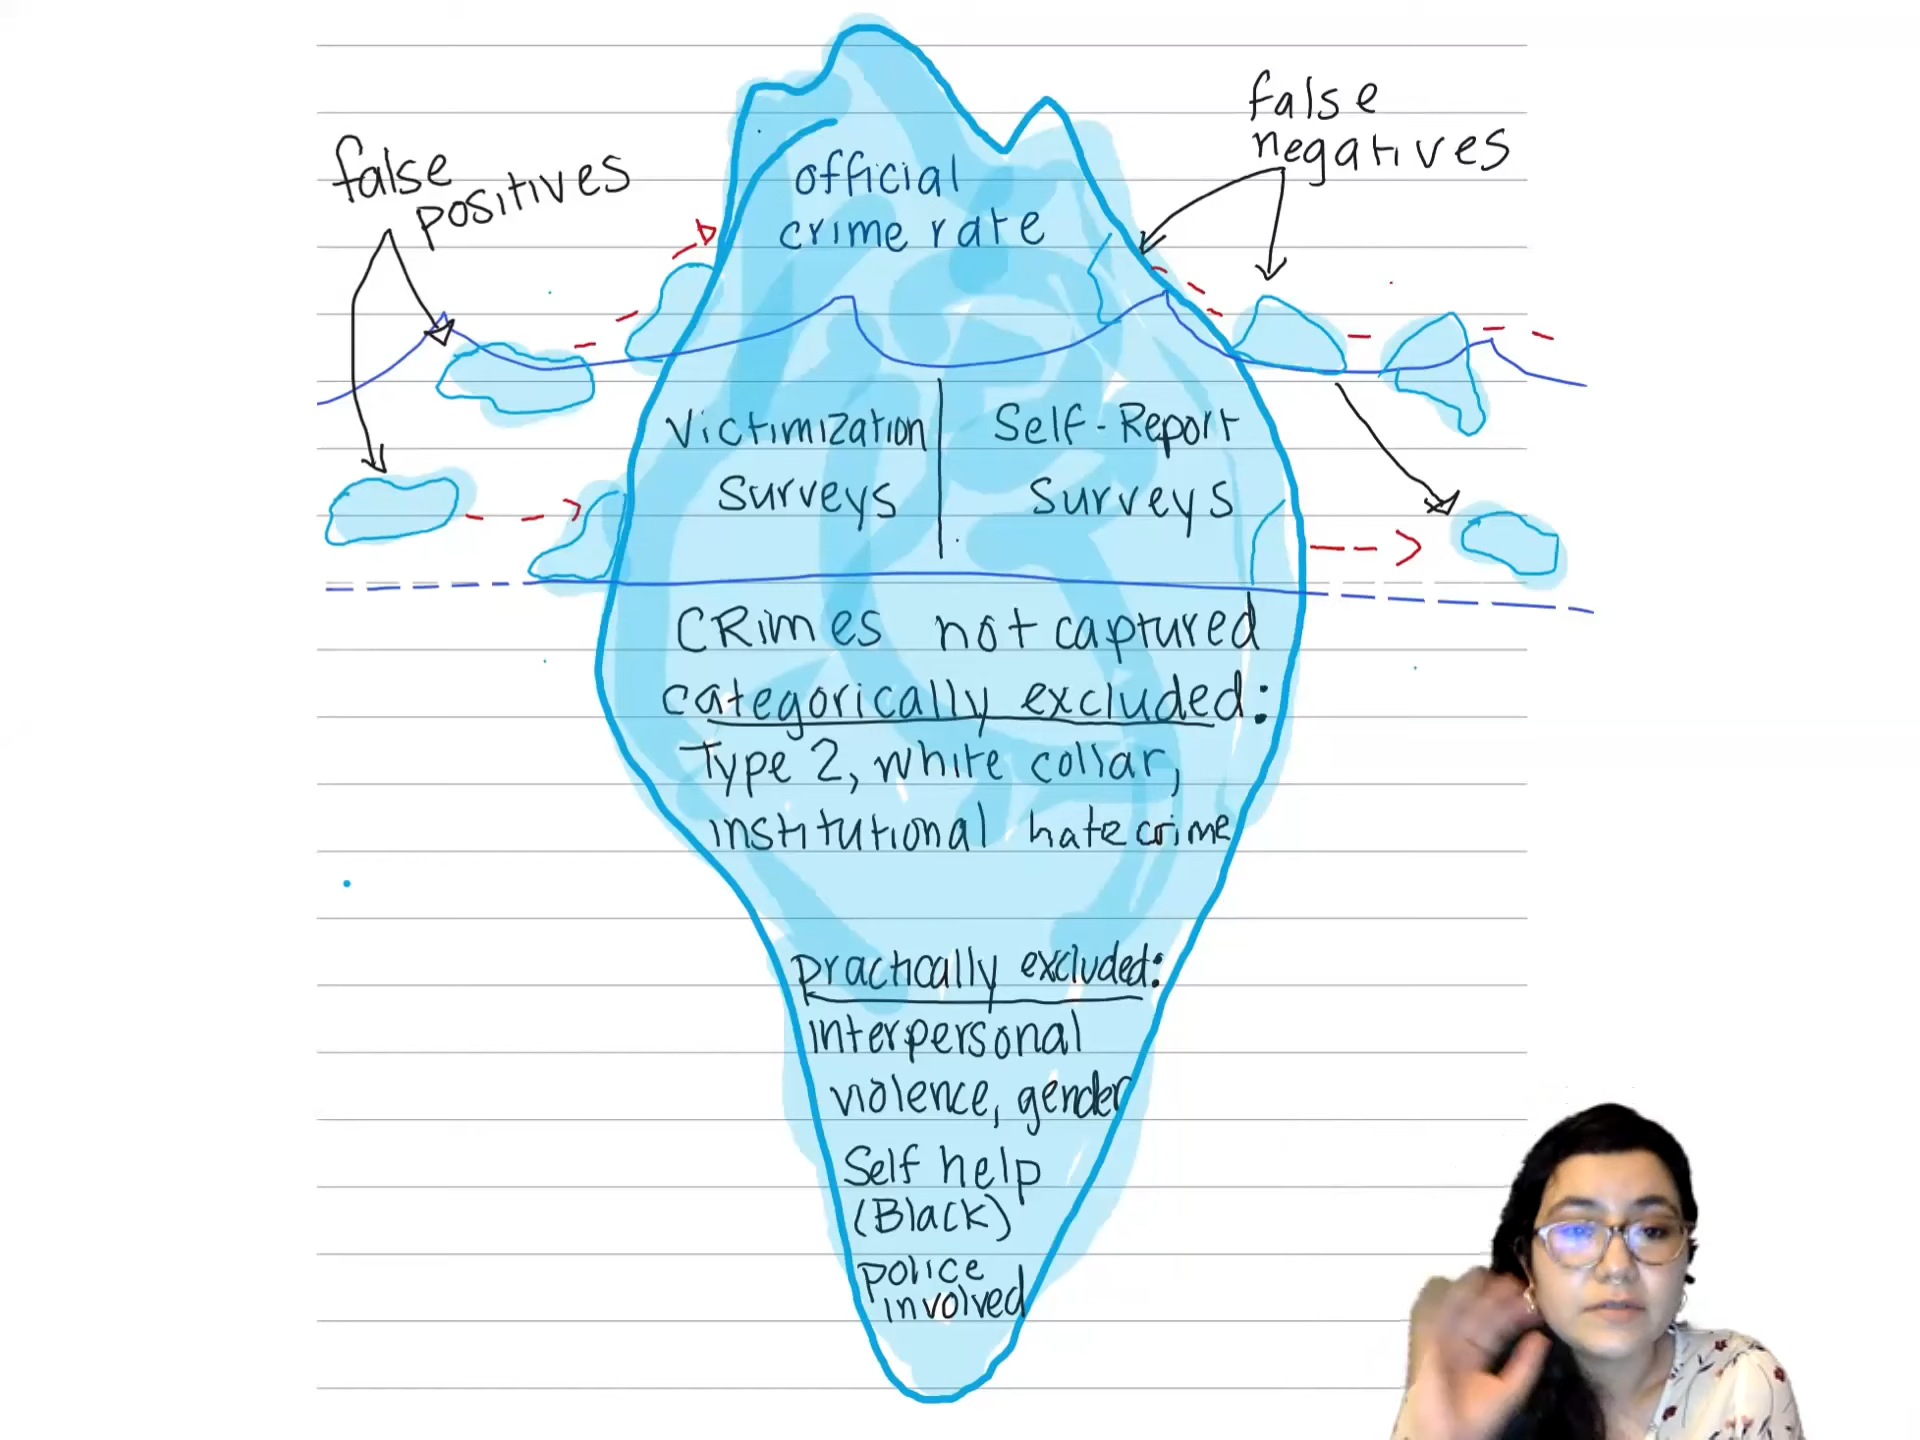 false
negatives
false
positives
official
crime rate
Victimization
Surveys
Self-Report
Surveys
CRimes not captured
categorically excluded:
Type 2, white collar,
institutional hate crime
practically excluded:
interpersonal
violence, gender
Self help
(Black)
police
involved